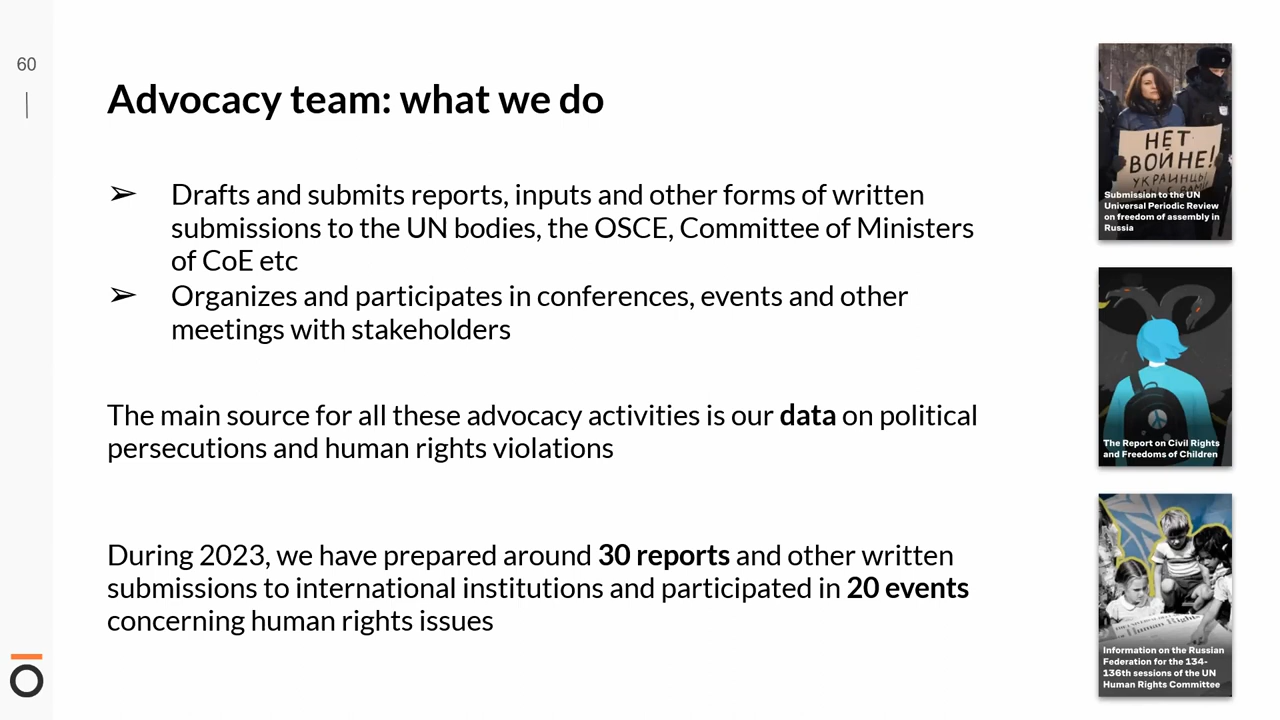 60
Advocacy team: what we do
➢ Drafts and submits reports, inputs and other forms of written
submissions to the UN bodies, the OSCE, Committee of Ministers
of CoE etc
➢ Organizes and participates in conferences, events and other
meetings with stakeholders
The main source for all these advocacy activities is our data on political
persecutions and human rights violations
During 2023, we have prepared around 30 reports and other written
submissions to international institutions and participated in 20 events
concerning human rights issues
НЕТ
ВОЙНЕ!
УКРАИНЦЫ,
Submission to the UN
Universal Periodic Review
on freedom of assembly in
Russia
The Report on Civil Rights
and Freedoms of Children
Human Rights
Information on the Russian
Federation for the 134-
136th sessions of the UN
Human Rights Committee